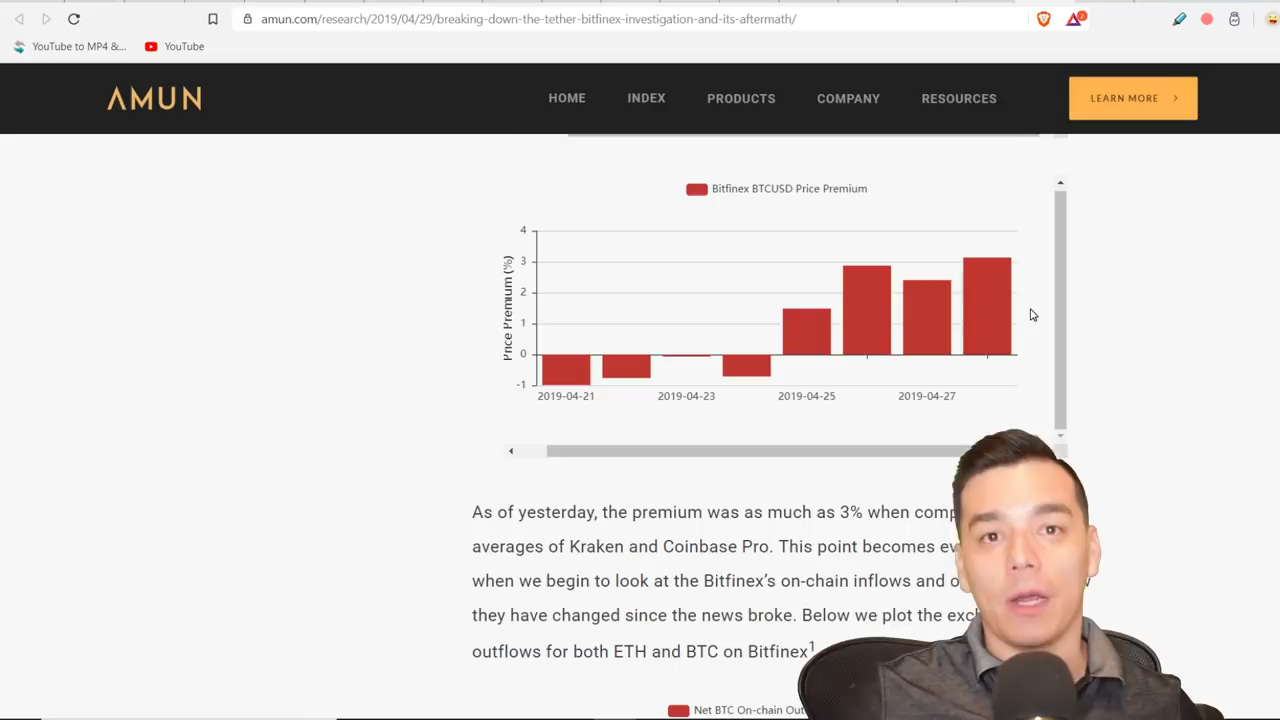 amun.com/research/2019/04/29/breaking-down-the-tether-bitfinex-investigation-and-its-aftermath/
2
YouTube to MP4 &...
YouTube
AMUN
HOME
INDEX
PRODUCTS
COMPANY
RESOURCES
LEARN MORE
Bitfinex BTCUSD Price Premium
Price Premium (%)
4
3
2
1
0
-1
2019-04-21
2019-04-23
2019-04-25
2019-04-27
As of yesterday, the premium was as much as 3% when
averages of Kraken and Coinbase Pro. This point becomes
when we begin to look at the Bitfinex's on-chain inflows and
they have changed since the news broke. Below we plot the
outflows for both ETH and BTC on Bitfinex1
Net BTC On-chain